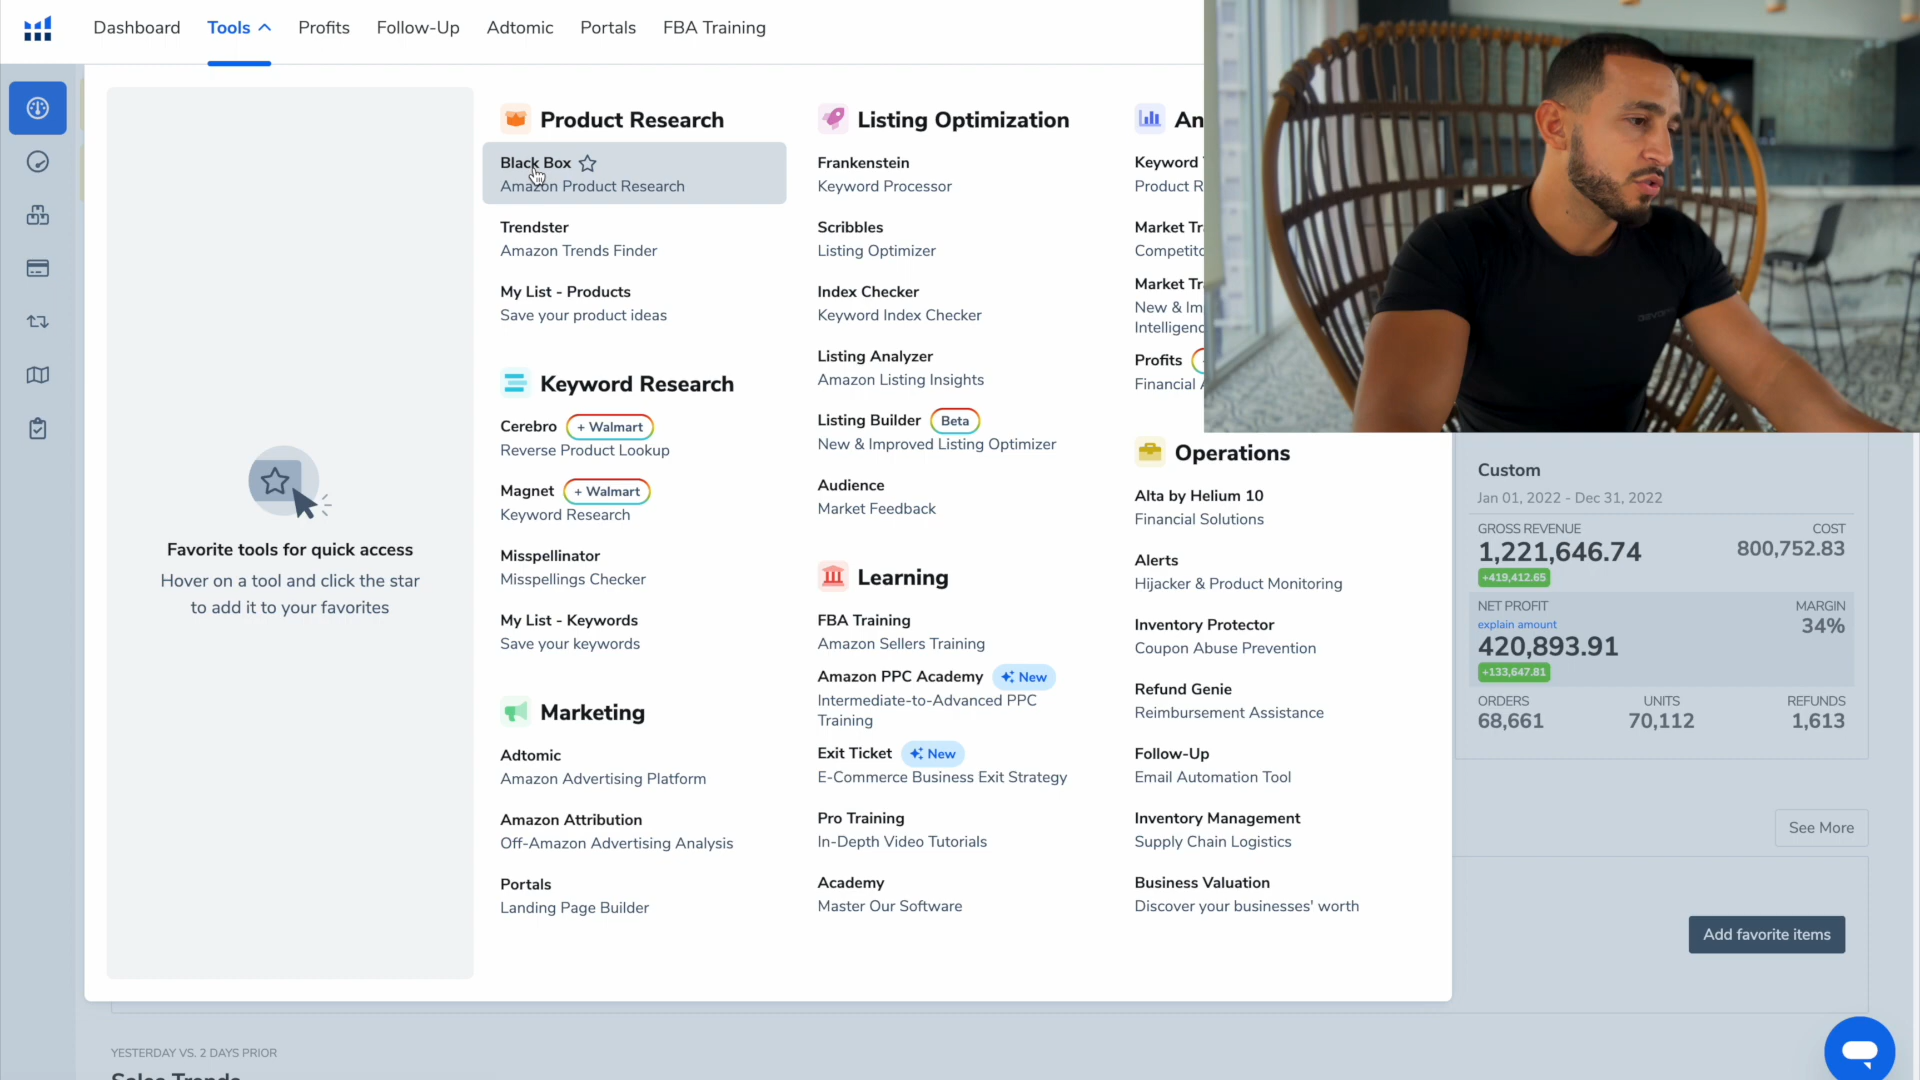 Dashboard
Tools
Profits
Follow-Up
Adtomic
Portals
FBA Training
Favorite tools for quick access
Hover on a tool and click the star
to add it to your favorites
Product Research
Black Box
Amazon Product Research
Trendster
Amazon Trends Finder
My List - Products
Save your product ideas
Keyword Research
Cerebro + Walmart
Reverse Product Lookup
Magnet + Walmart
Keyword Research
Misspellinator
Misspellings Checker
My List - Keywords
Save your keywords
Marketing
Adtomic
Amazon Advertising Platform
Amazon Attribution
Off-Amazon Advertising Analysis
Portals
Landing Page Builder
Listing Optimization
Frankenstein
Keyword Processor
Scribbles
Listing Optimizer
Index Checker
Keyword Index Checker
Listing Analyzer
Amazon Listing Insights
Listing Builder Beta
New & Improved Listing Optimizer
Audience
Market Feedback
Learning
FBA Training
Amazon Sellers Training
Amazon PPC Academy New
Intermediate-to-Advanced PPC
Training
Exit Ticket New
E-Commerce Business Exit Strategy
Pro Training
In-Depth Video Tutorials
Academy
Master Our Software
An
Keyword
Product R
Market Tr
Competito
Market Tr
New & Im
Intelligenc
Profits
Financial
Operations
Alta by Helium 10
Financial Solutions
Alerts
Hijacker & Product Monitoring
Inventory Protector
Coupon Abuse Prevention
Refund Genie
Reimbursement Assistance
Follow-Up
Email Automation Tool
Inventory Management
Supply Chain Logistics
Business Valuation
Discover your businesses' worth
Custom
Jan 01, 2022 - Dec 31, 2022
GROSS REVENUE COST
1,221,646.74 800,752.83
+419,412.65
NET PROFIT MARGIN
explain amount 34%
420,893.91
+133,647.81
ORDERS UNITS REFUNDS
68,661 70,112 1,613
See More
Add favorite items
YESTERDAY VS. 2 DAYS PRIOR
Sales Trends